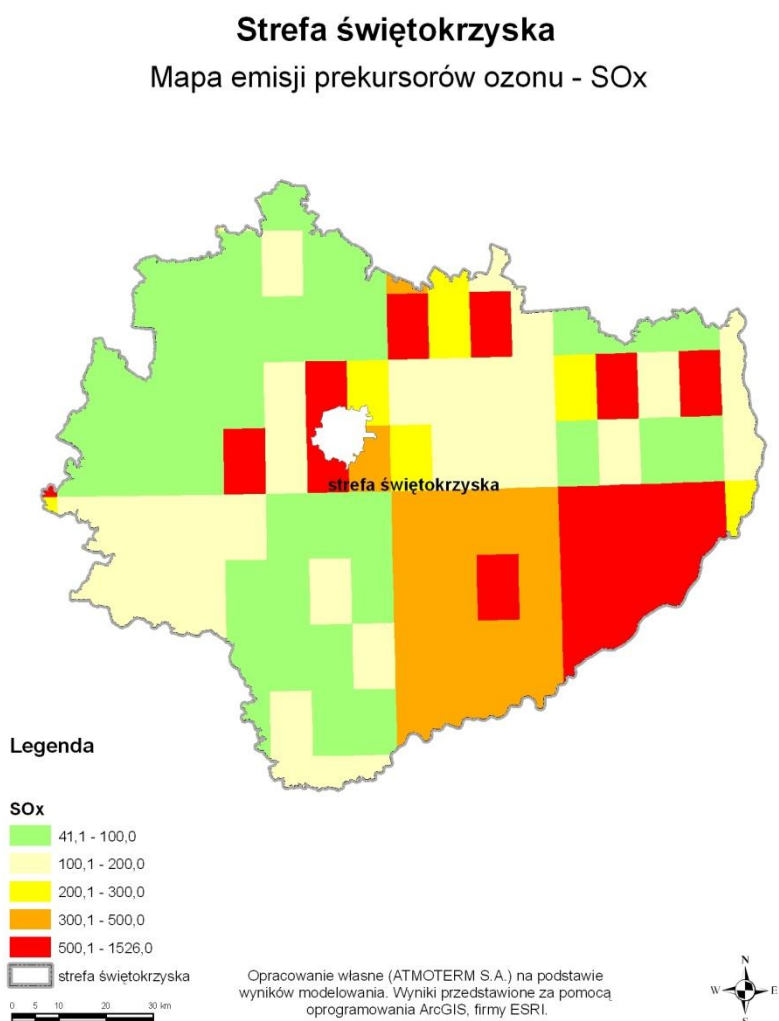 Strefa świętokrzyska
Mapa emisji prekursorów ozonu - SOx
strefa świętokrzyska
Legenda
SOx
41,1 - 100,0
100,1 - 200,0
200,1 - 300,0
300,1 - 500,0
500,1 - 1526,0
strefa świętokrzyska
0 5 10 20 30 km
Opracowanie własne (ATMOTERM S.A.) na podstawie
wyników modelowania. Wyniki przedstawione za pomocą
oprogramowania ArcGIS, firmy ESRI.
N
W E
S